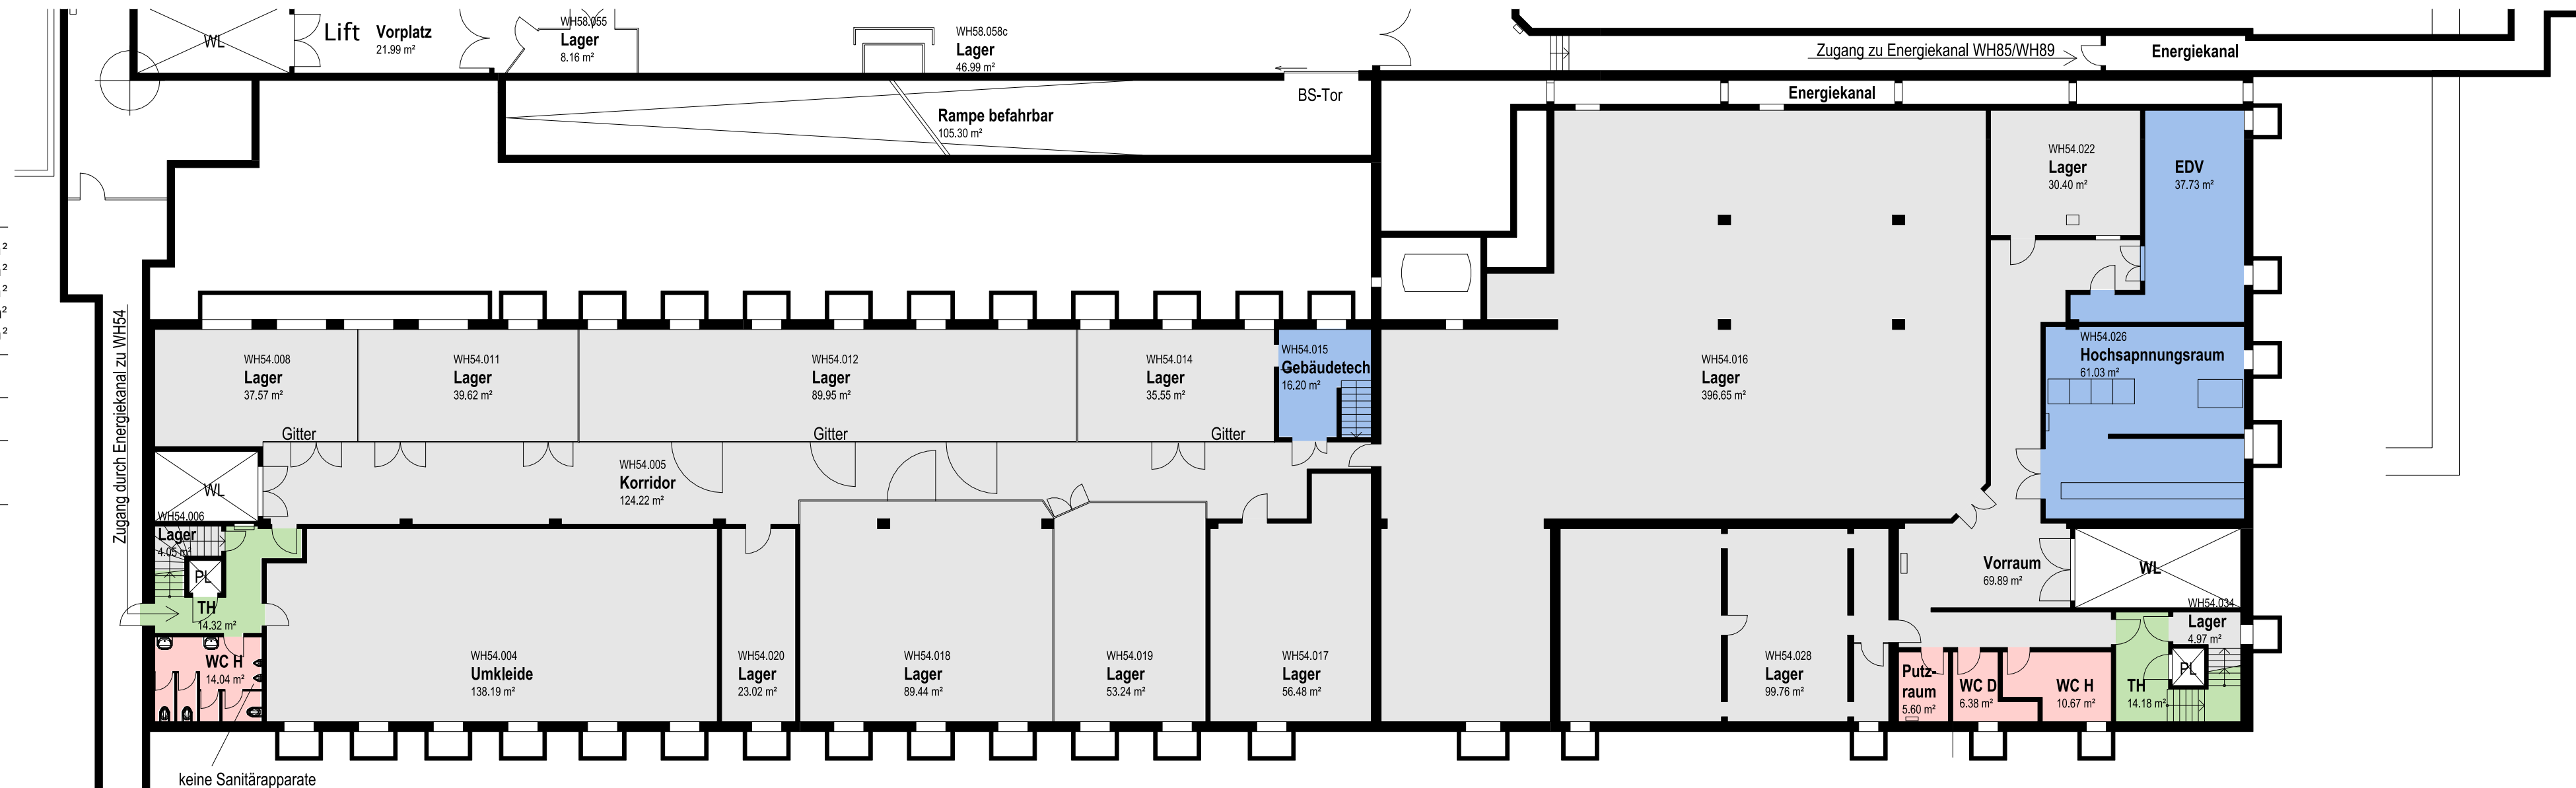 WL
Lift
Vorplatz
21.99 m²
WH58.055
Lager
8.16 m²
WH58.058c
Lager
46.99 m²
Zugang zu Energiekanal WH85/WH89
Energiekanal
BS-Tor
Rampe befahrbar
105.30 m²
Energiekanal
WH54.022
Lager
30.40 m²
EDV
37.73 m²
Zugang durch Energiekanal zu WH54
WH54.008
Lager
37.57 m²
WH54.011
Lager
39.62 m²
WH54.012
Lager
89.95 m²
WH54.014
Lager
35.55 m²
WH54.015
Gebäudetech
16.20 m²
WH54.016
Lager
396.65 m²
WH54.026
Hochsapnnungsraum
61.03 m²
Gitter
Gitter
Gitter
WL
WH54.005
Korridor
124.22 m²
WH54.006
Lager
4.05 m²
PL
TH
14.32 m²
WC H
14.04 m²
WH54.004
Umkleide
138.19 m²
WH54.020
Lager
23.02 m²
WH54.018
Lager
89.44 m²
WH54.019
Lager
53.24 m²
WH54.017
Lager
56.48 m²
WH54.028
Lager
99.76 m²
Vorraum
69.89 m²
WL
WH54.034
Lager
4.97 m²
PL
Putz-
raum
5.60 m²
WC D
6.38 m²
WC H
10.67 m²
TH
14.18 m²
keine Sanitärapparate